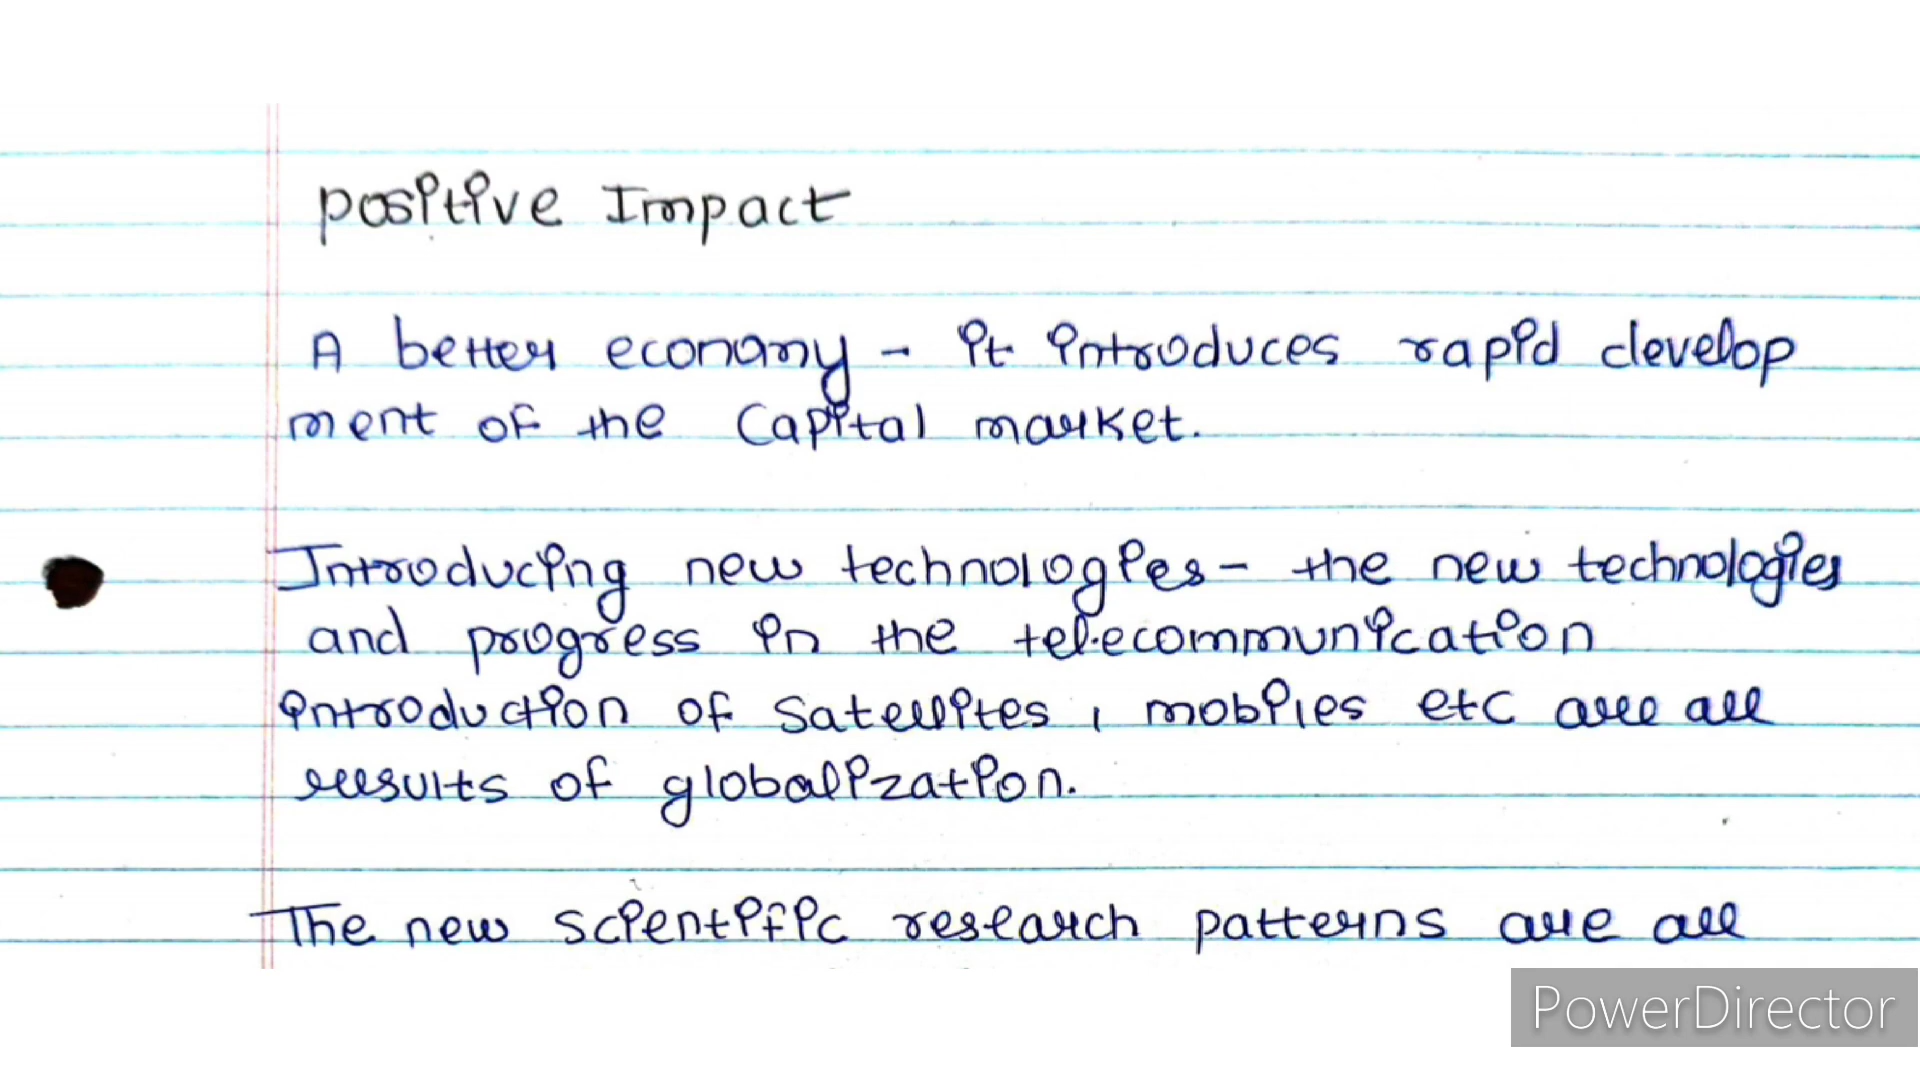 Positive Impact
A better economy - it introduces rapid develop
ment of the Capital market.
Introducing new technologies - the new technologies
and progress in the telecommunication
introduction of Satellites, mobiles etc are all
results of globalization.
The new scientific research patterns are all
PowerDirector